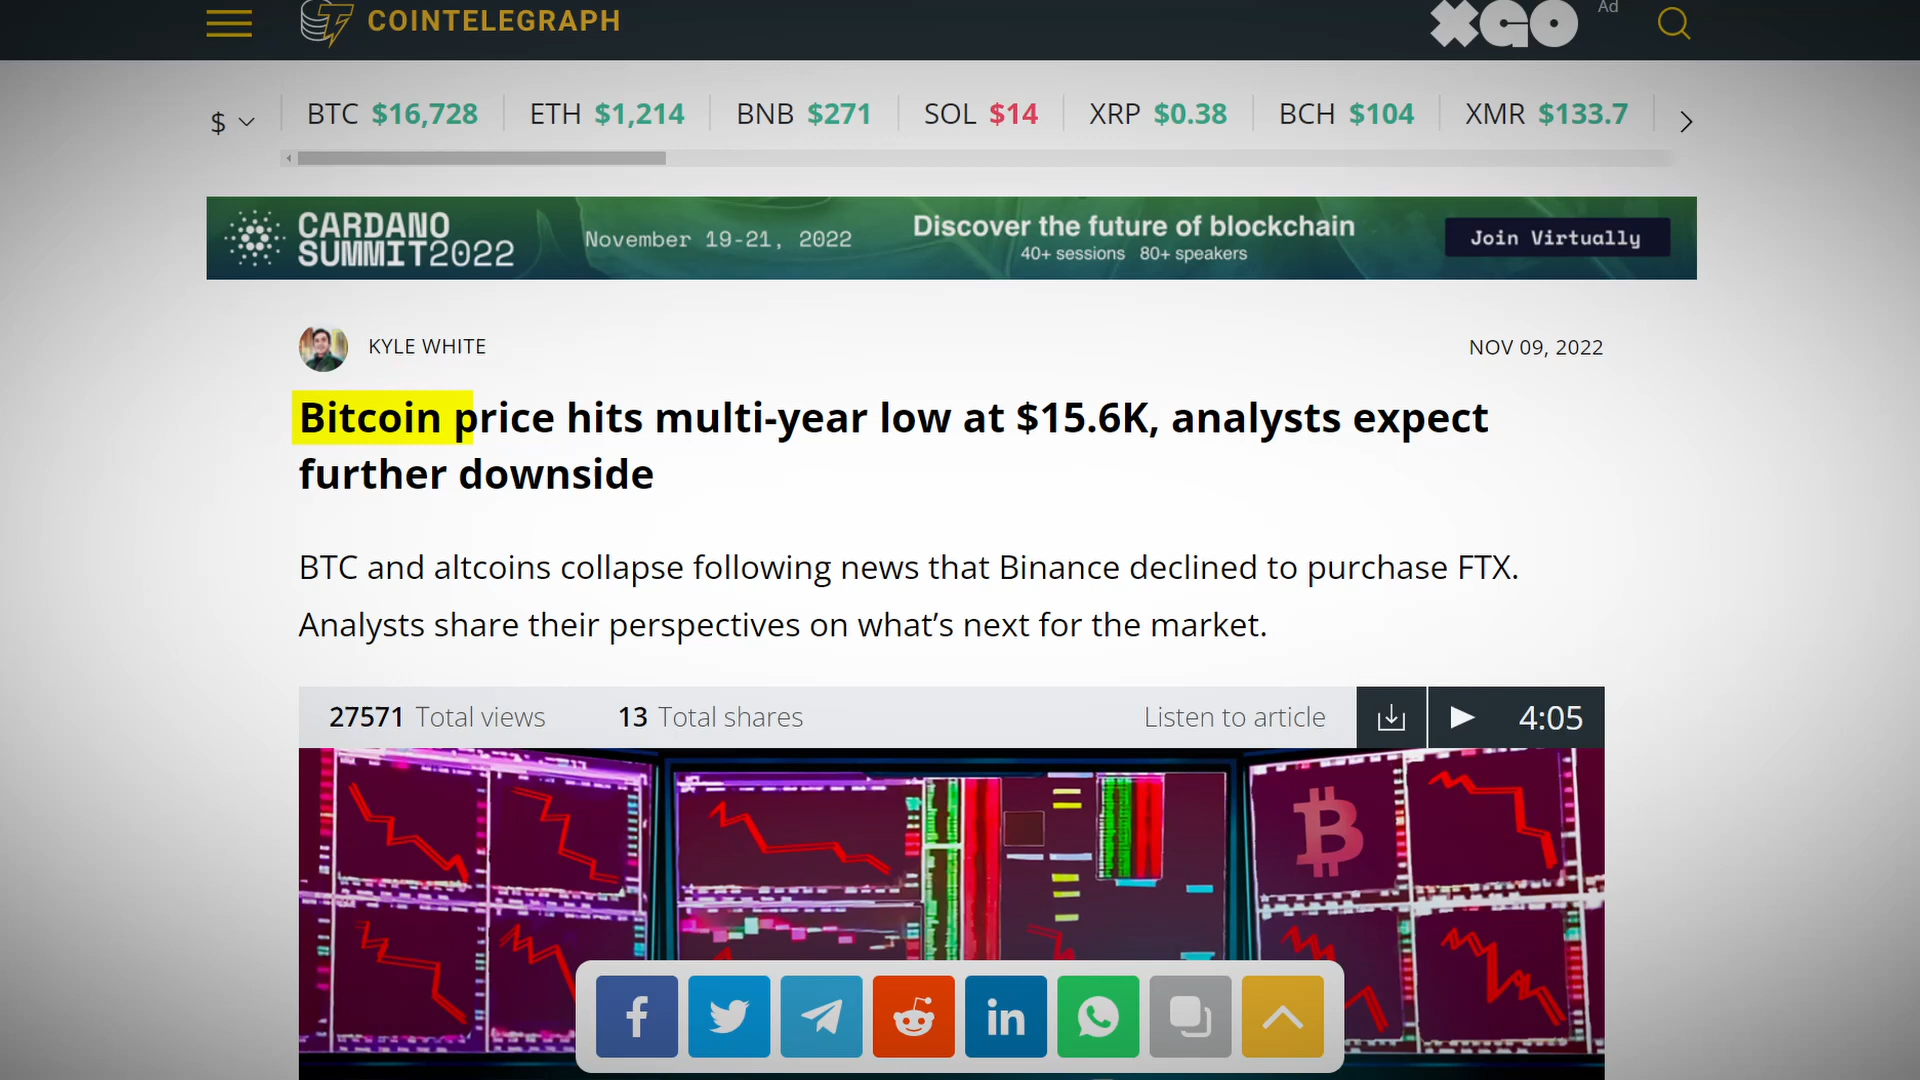 COINTELEGRAPH
XGO
Ad
$ BTC $16,728 ETH $1,214 BNB $271 SOL $14 XRP $0.38 BCH $104 XMR $133.7
CARDANO
SUMMIT2022
November 19-21, 2022
Discover the future of blockchain
40+ sessions 80+ speakers
Join Virtually
KYLE WHITE
NOV 09, 2022
Bitcoin price hits multi-year low at $15.6K, analysts expect
further downside
BTC and altcoins collapse following news that Binance declined to purchase FTX.
Analysts share their perspectives on what’s next for the market.
27571 Total views 13 Total shares Listen to article 4:05